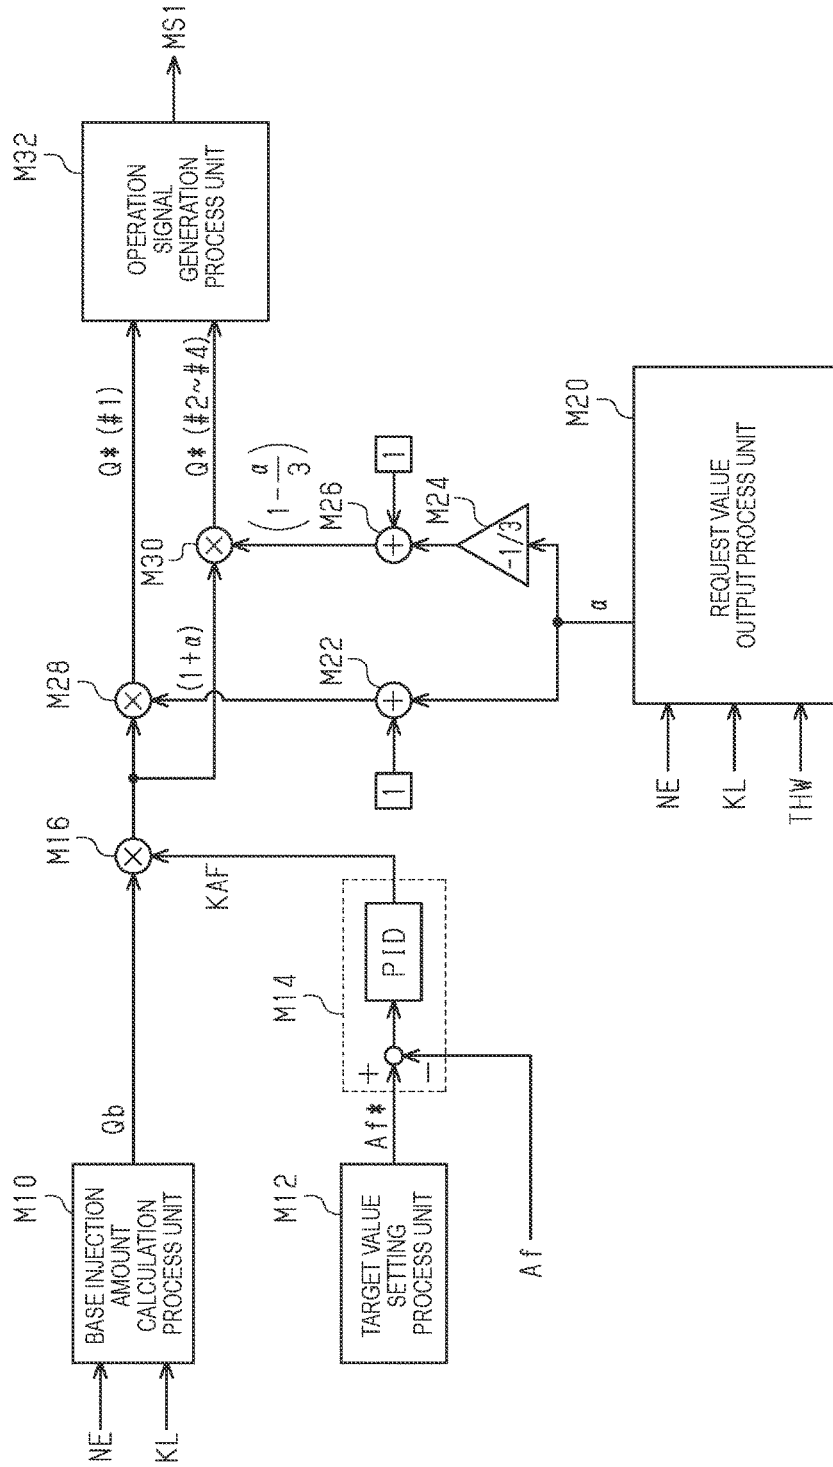 NE
KL
M10
BASE INJECTION
AMOUNT
CALCULATION
PROCESS UNIT
Qb
M12
TARGET VALUE
SETTING
PROCESS UNIT
Af*
Af
M14
+
−
PID
KAF
M16
×
M28
×
(1+α)
M22
+
1
M30
×
(1-α/3)
M26
+
1
M24
-1/3
α
M20
REQUEST VALUE
OUTPUT PROCESS UNIT
NE
KL
THW
Q* (#1)
Q* (#2~#4)
M32
OPERATION
SIGNAL
GENERATION
PROCESS UNIT
MS1